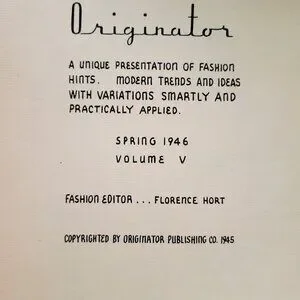 Originator
A UNIQUE PRESENTATION OF FASHION
HINTS. MODERN TRENDS AND IDEAS
WITH VARIATIONS SMARTLY AND
PRACTICALLY APPLIED.
SPRING 1946
VOLUME V
FASHION EDITOR ... FLORENCE HORT
COPYRIGHTED BY ORIGINATOR PUBLISHING CO. 1945